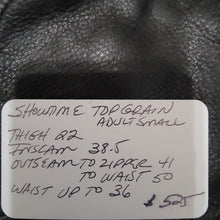 SHOWTIME TOP GRAIN
ADULT SMALL
THIGH 22
INSEAM 38.5
OUTSEAM TO ZIPPER 41
TO WAIST 50
WAIST UP TO 36
$525